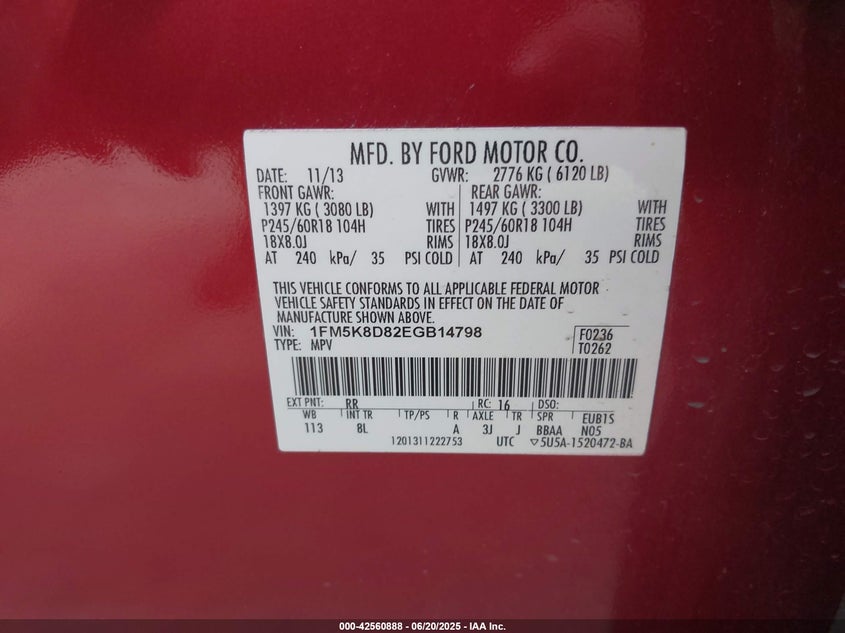 MFD. BY FORD MOTOR CO.
DATE: 11/13 GVWR: 2776 KG ( 6120 LB)
FRONT GAWR: REAR GAWR:
1397 KG ( 3080 LB) WITH 1497 KG ( 3300 LB) WITH
P245/60R18 104H TIRES P245/60R18 104H TIRES
18X8.0J RIMS 18X8.0J RIMS
AT 240 kPa/ 35 PSI COLD AT 240 kPa/ 35 PSI COLD
THIS VEHICLE CONFORMS TO ALL APPLICABLE FEDERAL MOTOR
VEHICLE SAFETY STANDARDS IN EFFECT ON THE DATE OF
MANUFACTURE SHOWN ABOVE.
VIN: 1FM5K8D82EGB14798 F0236
TYPE: MPV T0262
EXT PNT: RR RC: 16 DSO:
WB INT TR TP/PS R AXLE TR SPR EUB1S
113 8L A 3J J BBAA N05
1201311222753 UTC ▽5U5A-1520472-BA
000-42560888 - 06/20/2025 - IAA Inc.